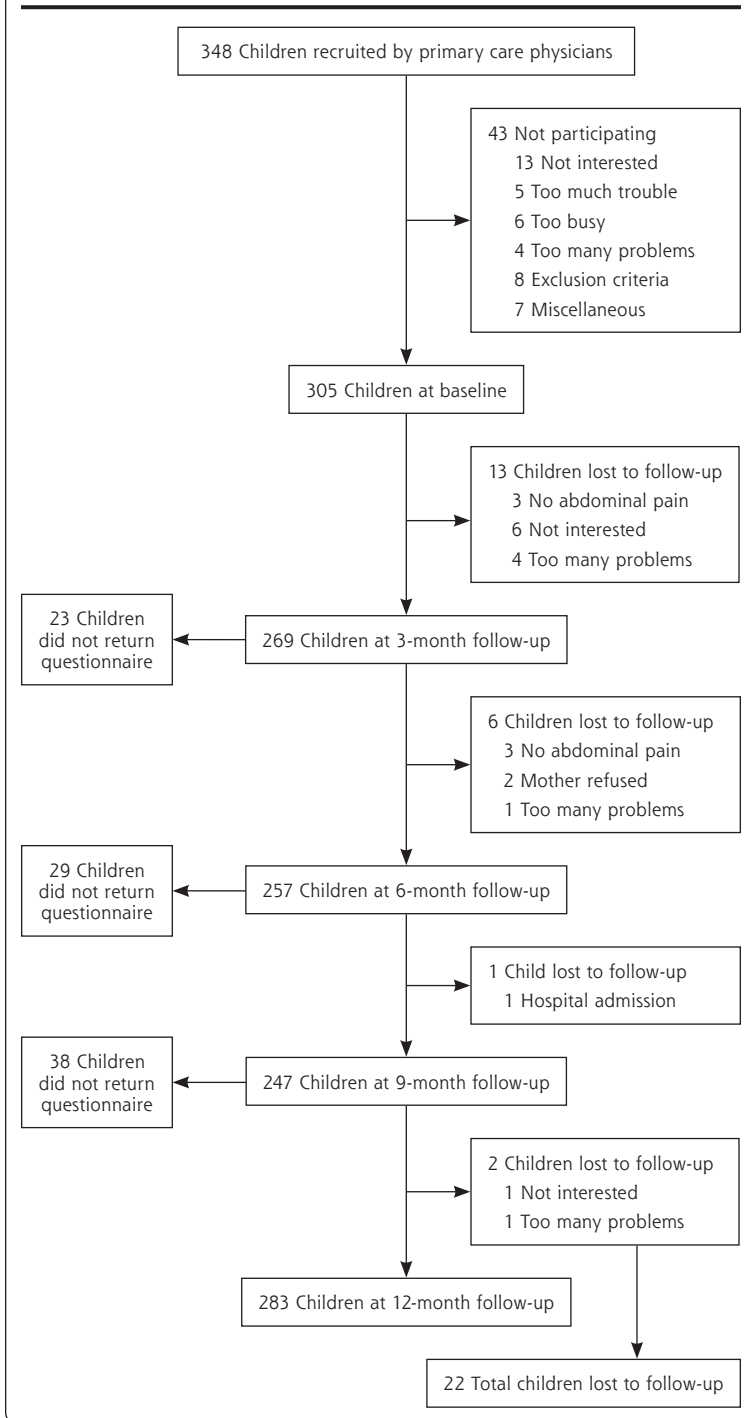 348 Children recruited by primary care physicians
43 Not participating
13 Not interested
5 Too much trouble
6 Too busy
4 Too many problems
8 Exclusion criteria
7 Miscellaneous
305 Children at baseline
13 Children lost to follow-up
3 No abdominal pain
6 Not interested
4 Too many problems
23 Children
did not return
questionnaire
269 Children at 3-month follow-up
6 Children lost to follow-up
3 No abdominal pain
2 Mother refused
1 Too many problems
29 Children
did not return
questionnaire
257 Children at 6-month follow-up
1 Child lost to follow-up
1 Hospital admission
38 Children
did not return
questionnaire
247 Children at 9-month follow-up
2 Children lost to follow-up
1 Not interested
1 Too many problems
283 Children at 12-month follow-up
22 Total children lost to follow-up